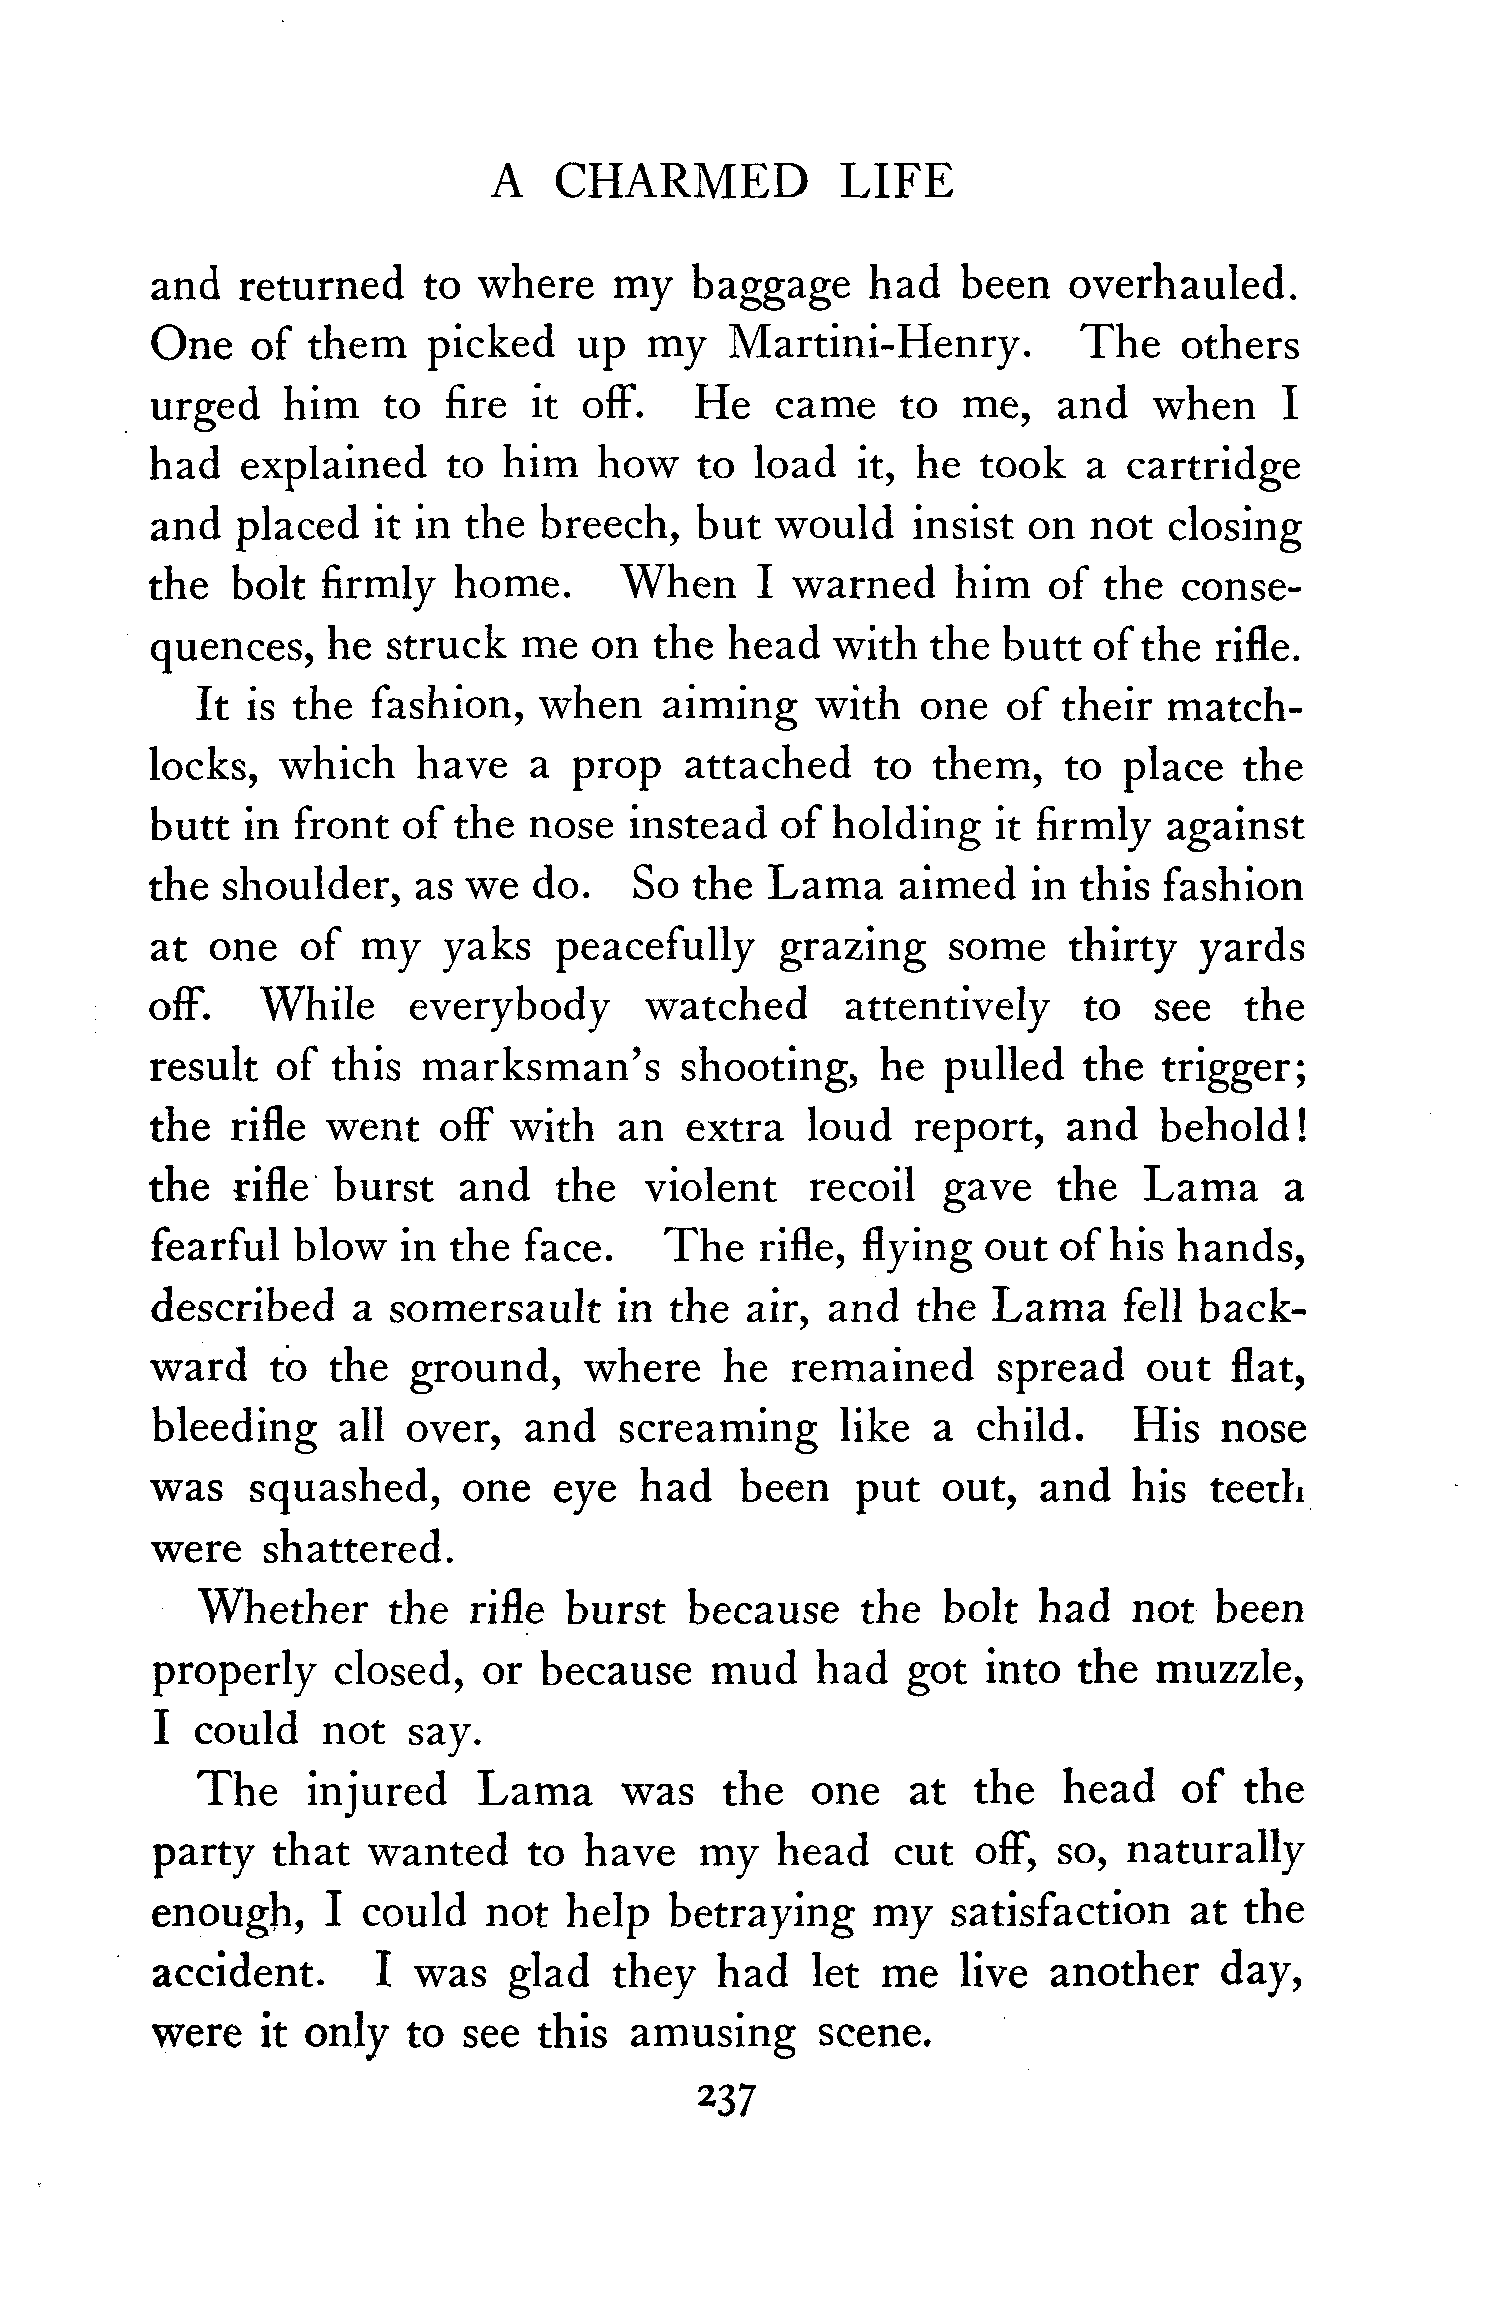 A CHARMED LIFE
and returned to where my baggage had been overhauled.
One of them picked up my Martini-Henry. The others
urged him to fire it off. He came to me, and when I
had explained to him how to load it, he took a cartridge
and placed it in the breech, but would insist on not closing
the bolt firmly home. When I warned him of the conse-
quences, he struck me on the head with the butt of the rifle.
It is the fashion, when aiming with one of their match-
locks, which have a prop attached to them, to place the
butt in front of the nose instead of holding it firmly against
the shoulder, as we do. So the Lama aimed in this fashion
at one of my yaks peacefully grazing some thirty yards
off. While everybody watched attentively to see the
result of this marksman's shooting, he pulled the trigger;
the rifle went off with an extra loud report, and behold!
the rifle burst and the violent recoil gave the Lama a
fearful blow in the face. The rifle, flying out of his hands,
described a somersault in the air, and the Lama fell back-
ward to the ground, where he remained spread out flat,
bleeding all over, and screaming like a child. His nose
was squashed, one eye had been put out, and his teeth
were shattered.
Whether the rifle burst because the bolt had not been
properly closed, or because mud had got into the muzzle,
I could not say.
The injured Lama was the one at the head of the
party that wanted to have my head cut off, so, naturally
enough, I could not help betraying my satisfaction at the
accident. I was glad they had let me live another day,
were it only to see this amusing scene.
237